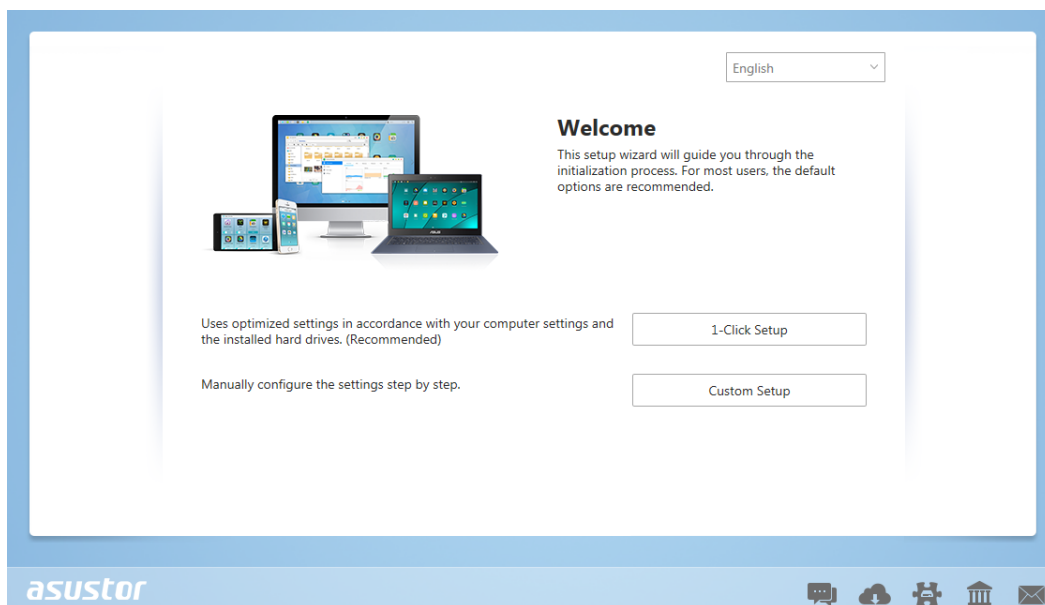 English
Welcome
This setup wizard will guide you through the
initialization process. For most users, the default
options are recommended.
Uses optimized settings in accordance with your computer settings and
the installed hard drives. (Recommended)
1-Click Setup
Manually configure the settings step by step.
Custom Setup
asustor